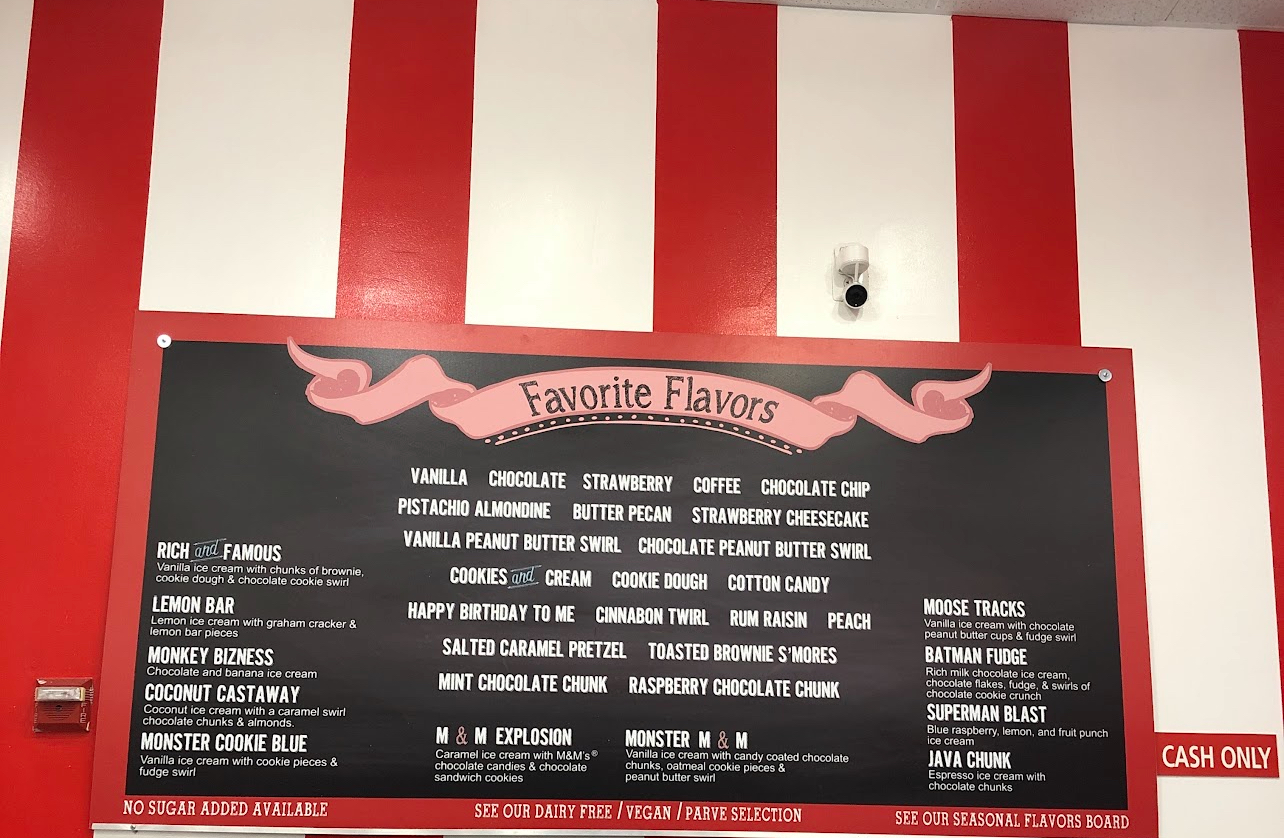 Favorite Flavors
VANILLA CHOCOLATE STRAWBERRY COFFEE CHOCOLATE CHIP
PISTACHIO ALMONDINE BUTTER PECAN STRAWBERRY CHEESECAKE
VANILLA PEANUT BUTTER SWIRL CHOCOLATE PEANUT BUTTER SWIRL
COOKIES and CREAM COOKIE DOUGH COTTON CANDY
HAPPY BIRTHDAY TO ME CINNABON TWIRL RUM RAISIN PEACH
SALTED CARAMEL PRETZEL TOASTED BROWNIE S'MORES
MINT CHOCOLATE CHUNK RASPBERRY CHOCOLATE CHUNK
RICH and FAMOUS
Vanilla ice cream with chunks of brownie,
cookie dough & chocolate cookie swirl
LEMON BAR
Lemon ice cream with graham cracker &
lemon bar pieces
MONKEY BIZNESS
Chocolate and banana ice cream
COCONUT CASTAWAY
Coconut ice cream with a caramel swirl
chocolate chunks & almonds.
MONSTER COOKIE BLUE
Vanilla ice cream with cookie pieces &
fudge swirl
M & M EXPLOSION
Caramel ice cream with M&M's®
chocolate candies & chocolate
sandwich cookies
MONSTER M & M
Vanilla ice cream with candy coated chocolate
chunks, oatmeal cookie pieces &
peanut butter swirl
MOOSE TRACKS
Vanilla ice cream with chocolate
peanut butter cups & fudge swirl
BATMAN FUDGE
Rich milk chocolate ice cream,
chocolate flakes, fudge, & swirls of
chocolate cookie crunch
SUPERMAN BLAST
Blue raspberry, lemon, and fruit punch
ice cream
JAVA CHUNK
Espresso ice cream with
chocolate chunks
NO SUGAR ADDED AVAILABLE
SEE OUR DAIRY FREE / VEGAN / PARVE SELECTION
SEE OUR SEASONAL FLAVORS BOARD
CASH ONLY
FIRE